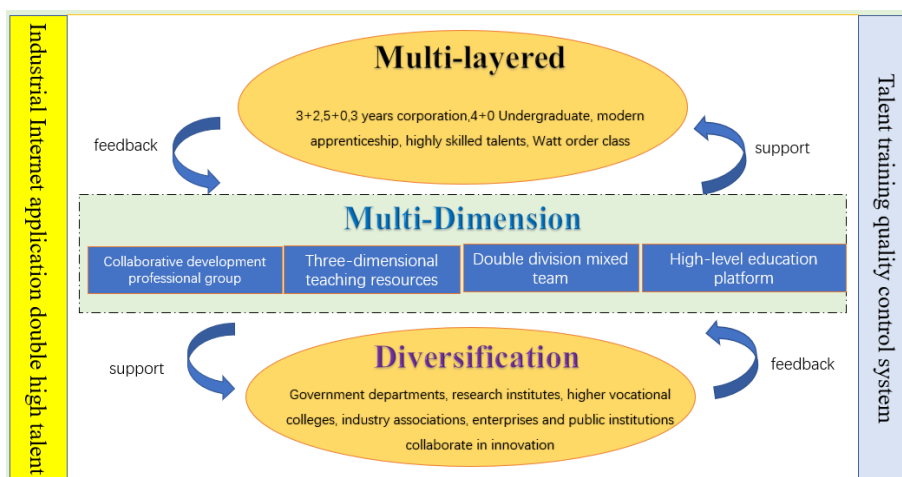 Industrial Internet application double high talent
Multi-layered
3+2,5+0,3 years corporation,4+0 Undergraduate, modern
apprenticeship, highly skilled talents, Watt order class
feedback
support
Multi-Dimension
Collaborative development
professional group
Three-dimensional
teaching resources
Double division mixed
team
High-level education
platform
support
feedback
Diversification
Government departments, research institutes, higher vocational
colleges, industry associations, enterprises and public institutions
collaborate in innovation
Talent training quality control system